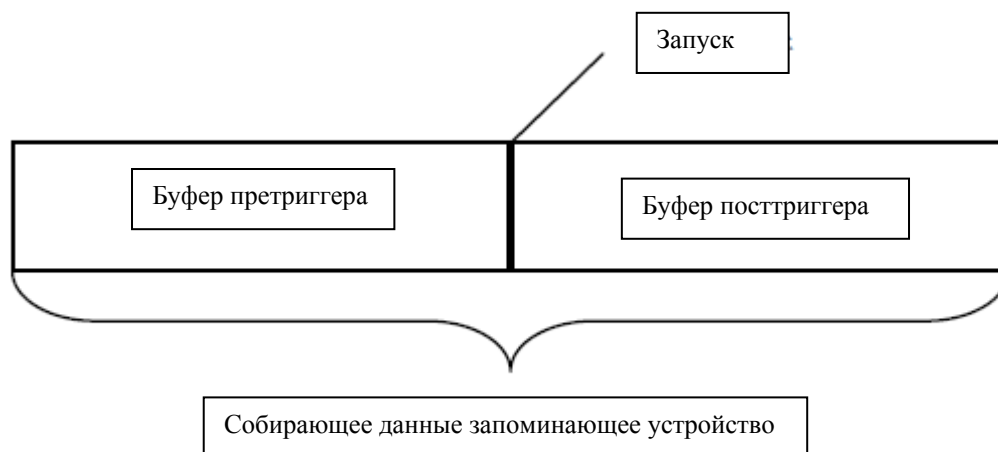 Запуск
Буфер претриггера
Буфер посттриггера
Собирающее данные запоминающее устройство